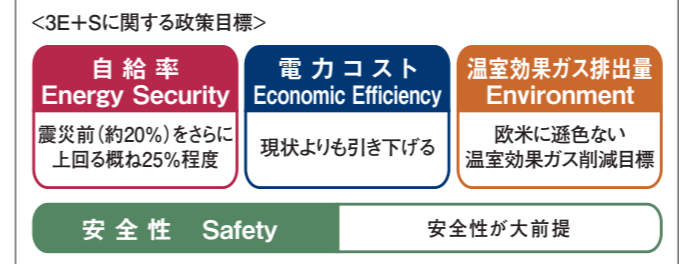 <3E+Sに関する政策目標>
自給率
Energy Security
震災前(約20%)をさらに
上回る概ね25%程度
電力コスト
Economic Efficiency
現状よりも引き下げる
温室効果ガス排出量
Environment
欧米に遜色ない
温室効果ガス削減目標
安全性 Safety
安全性が大前提